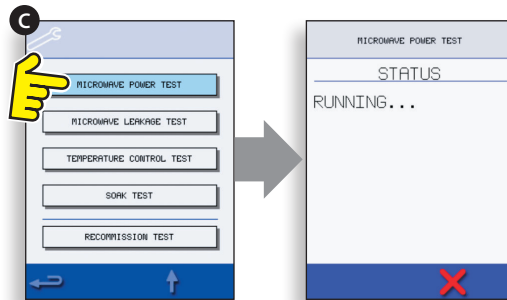 C
MICROWAVE POWER TEST
MICROWAVE LEAKAGE TEST
TEMPERATURE CONTROL TEST
SOAK TEST
RECOMMISSION TEST
MICROWAVE POWER TEST
STATUS
RUNNING...